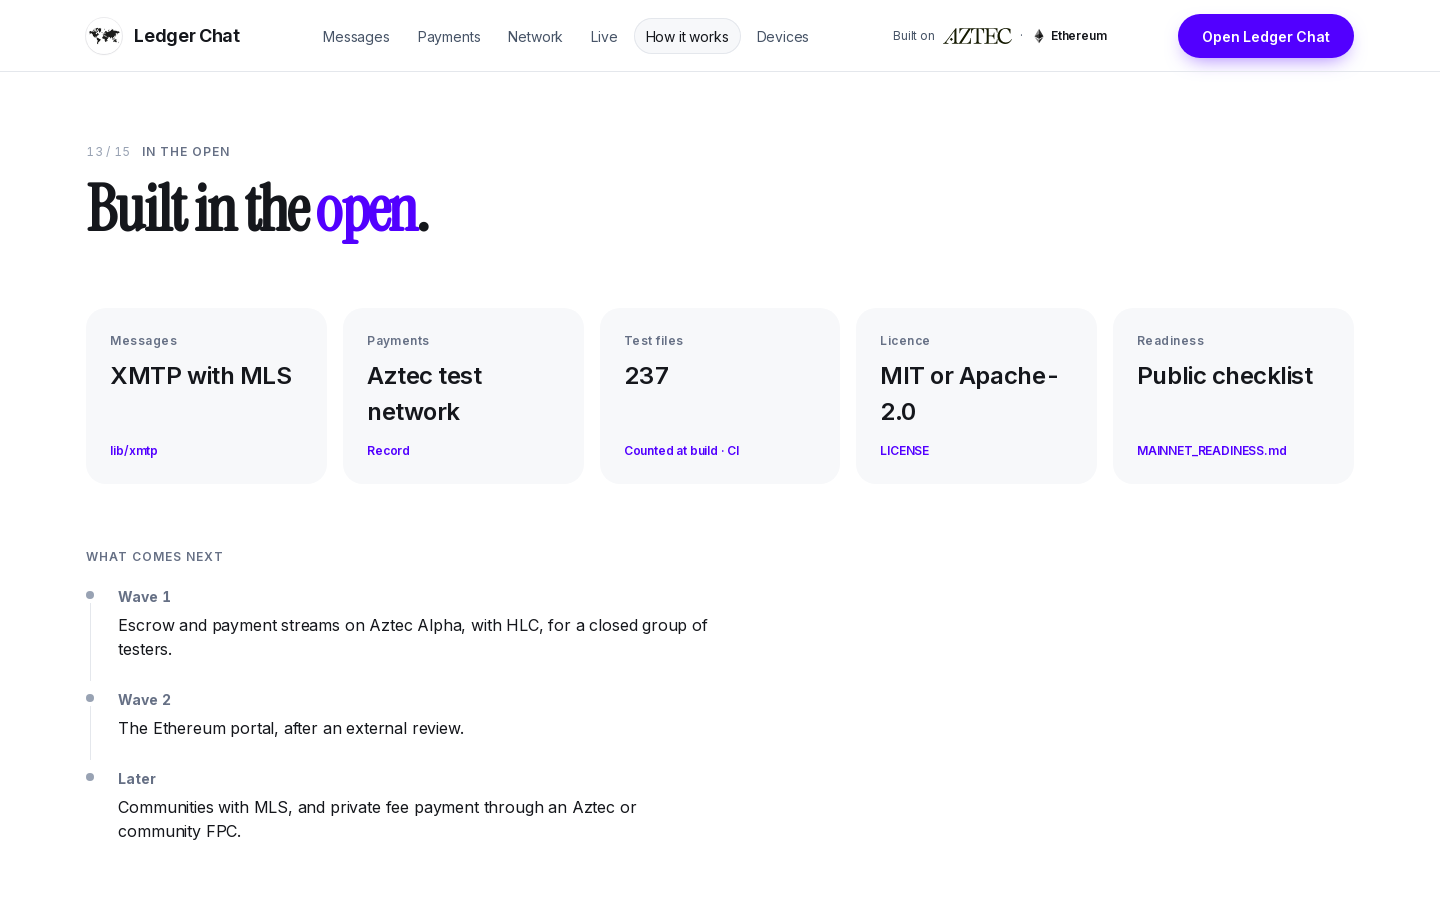 Ledger Chat
Messages
Payments
Network
Live
How it works
Devices
Built on AZTEC · Ethereum
Open Ledger Chat
13 / 15 IN THE OPEN
Built in the open.
Messages
XMTP with MLS
lib/xmtp
Payments
Aztec test
network
Record
Test files
237
Counted at build · CI
Licence
MIT or Apache-
2.0
LICENSE
Readiness
Public checklist
MAINNET_READINESS.md
WHAT COMES NEXT
Wave 1
Escrow and payment streams on Aztec Alpha, with HLC, for a closed group of
testers.
Wave 2
The Ethereum portal, after an external review.
Later
Communities with MLS, and private fee payment through an Aztec or
community FPC.